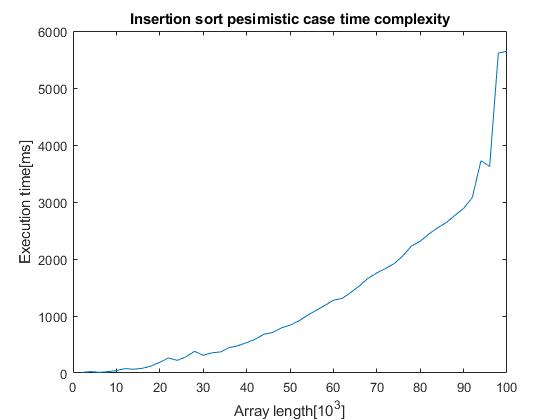 Insertion sort pesimistic case time complexity
6000
5000
4000
3000
2000
1000
0
Execution time[ms]
0 10 20 30 40 50 60 70 80 90 100
Array length[10^3]